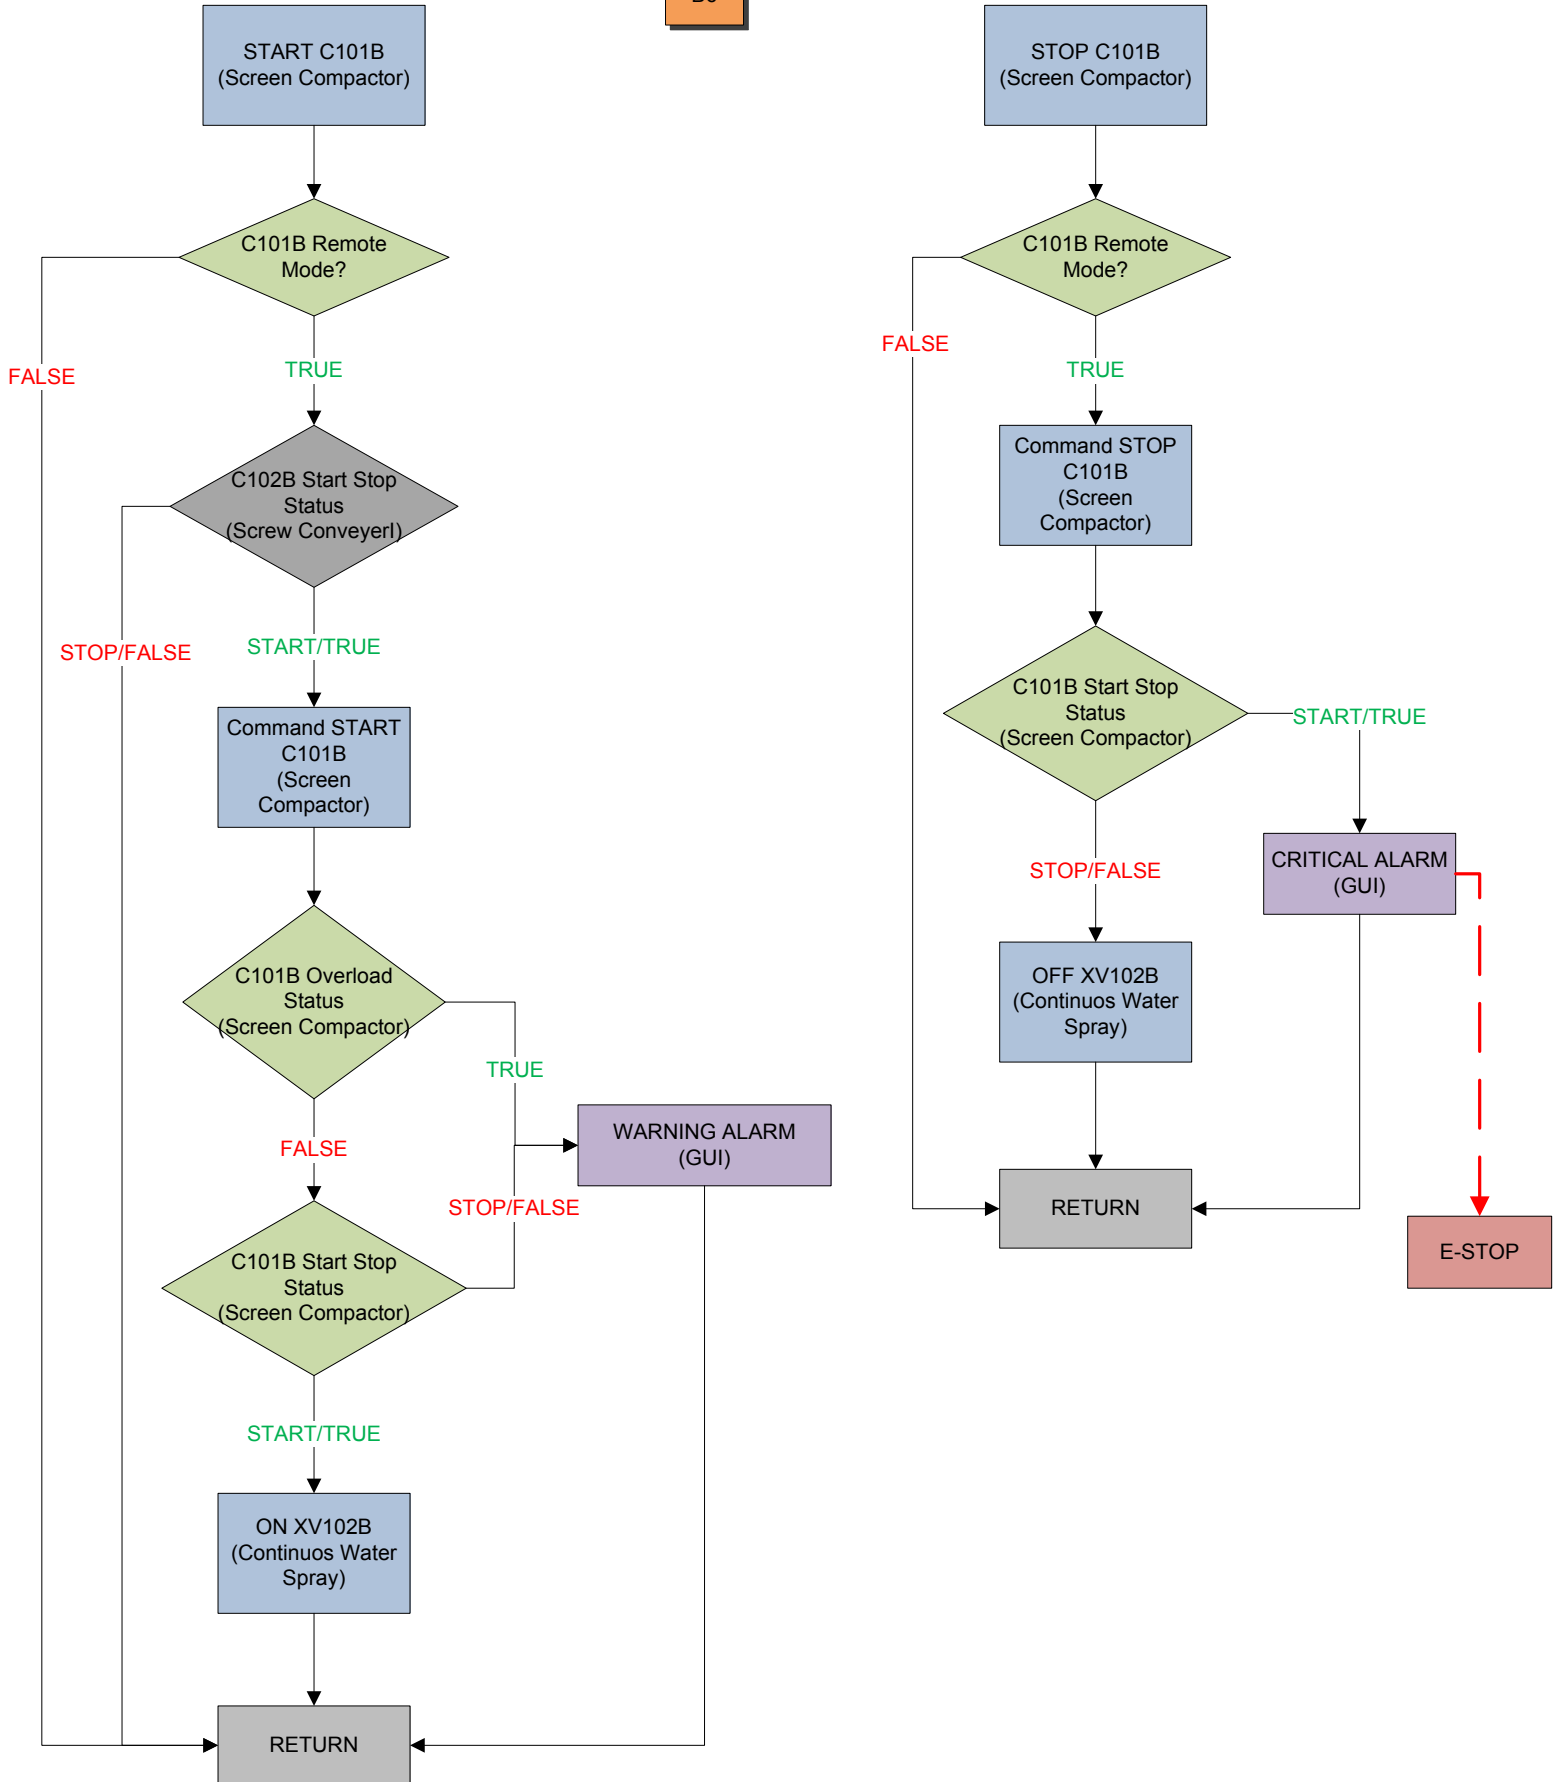 START C101B
(Screen Compactor)
C101B Remote
Mode?
FALSE
TRUE
C102B Start Stop
Status
(Screw Conveyerl)
STOP/FALSE
START/TRUE
Command START
C101B
(Screen
Compactor)
C101B Overload
Status
(Screen Compactor)
TRUE
FALSE
WARNING ALARM
(GUI)
STOP/FALSE
C101B Start Stop
Status
(Screen Compactor)
START/TRUE
ON XV102B
(Continuos Water
Spray)
RETURN
STOP C101B
(Screen Compactor)
C101B Remote
Mode?
FALSE
TRUE
Command STOP
C101B
(Screen
Compactor)
C101B Start Stop
Status
(Screen Compactor)
START/TRUE
STOP/FALSE
CRITICAL ALARM
(GUI)
OFF XV102B
(Continuos Water
Spray)
RETURN
E-STOP